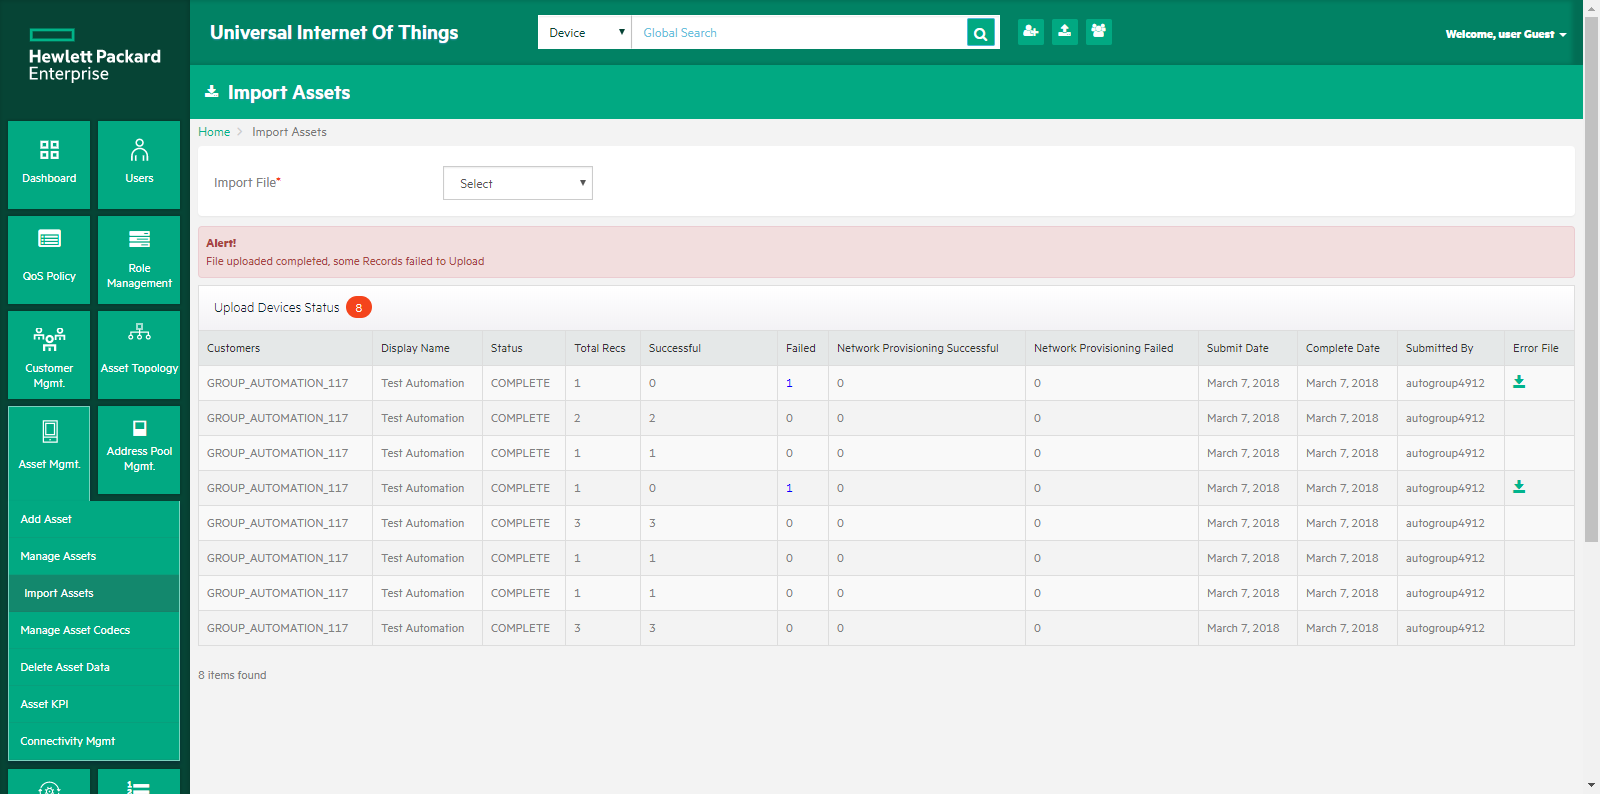 Hewlett Packard
Enterprise
Universal Internet Of Things
Device
Global Search
Welcome, user Guest
Import Assets
Home > Import Assets
Dashboard
Users
QoS Policy
Role
Management
Customer
Mgmt.
Asset Topology
Asset Mgmt.
Address Pool
Mgmt.
Add Asset
Manage Assets
Import Assets
Manage Asset Codecs
Delete Asset Data
Asset KPI
Connectivity Mgmt
Import File*
Select
Alert!
File uploaded completed, some Records failed to Upload
Upload Devices Status 8
Customers Display Name Status Total Recs Successful Failed Network Provisioning Successful Network Provisioning Failed Submit Date Complete Date Submitted By Error File
GROUP_AUTOMATION_117 Test Automation COMPLETE 1 0 1 0 0 March 7, 2018 March 7, 2018 autogroup4912
GROUP_AUTOMATION_117 Test Automation COMPLETE 2 2 0 0 0 March 7, 2018 March 7, 2018 autogroup4912
GROUP_AUTOMATION_117 Test Automation COMPLETE 1 1 0 0 0 March 7, 2018 March 7, 2018 autogroup4912
GROUP_AUTOMATION_117 Test Automation COMPLETE 1 0 1 0 0 March 7, 2018 March 7, 2018 autogroup4912
GROUP_AUTOMATION_117 Test Automation COMPLETE 3 3 0 0 0 March 7, 2018 March 7, 2018 autogroup4912
GROUP_AUTOMATION_117 Test Automation COMPLETE 1 1 0 0 0 March 7, 2018 March 7, 2018 autogroup4912
GROUP_AUTOMATION_117 Test Automation COMPLETE 1 1 0 0 0 March 7, 2018 March 7, 2018 autogroup4912
GROUP_AUTOMATION_117 Test Automation COMPLETE 3 3 0 0 0 March 7, 2018 March 7, 2018 autogroup4912
8 items found